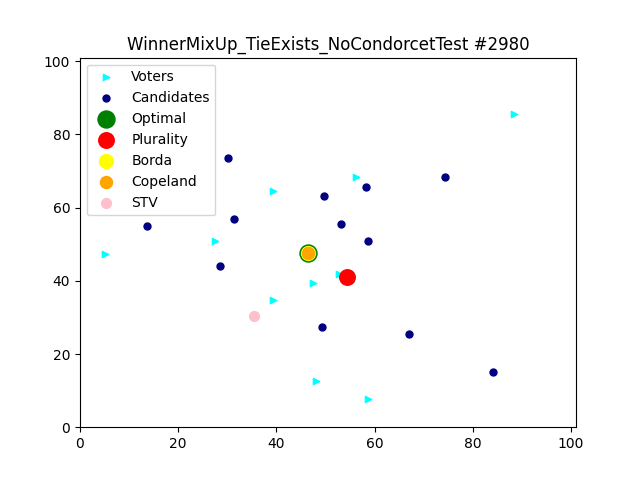 WinnerMixUp_TieExists_NoCondorcetTest #2980
Voters
Candidates
Optimal
Plurality
Borda
Copeland
STV
100
80
60
40
20
0
0 20 40 60 80 100